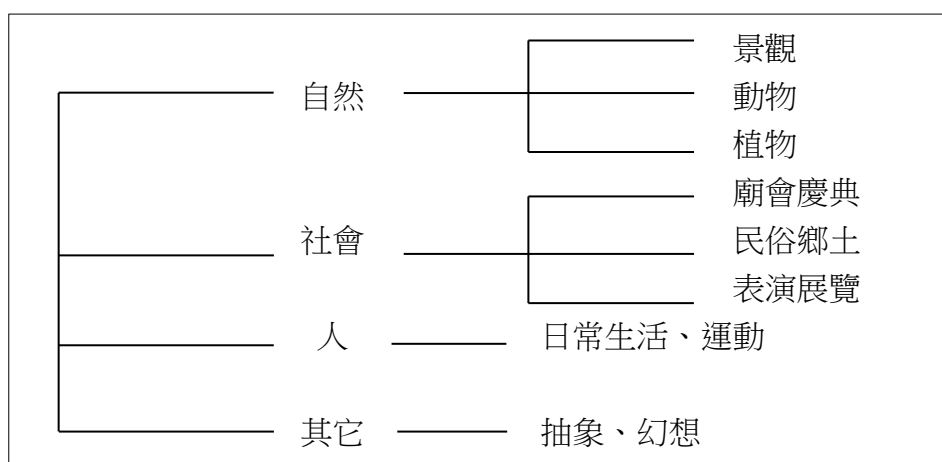 自然
景觀
動物
植物
社會
廟會慶典
民俗鄉土
表演展覽
人
日常生活、運動
其它
抽象、幻想